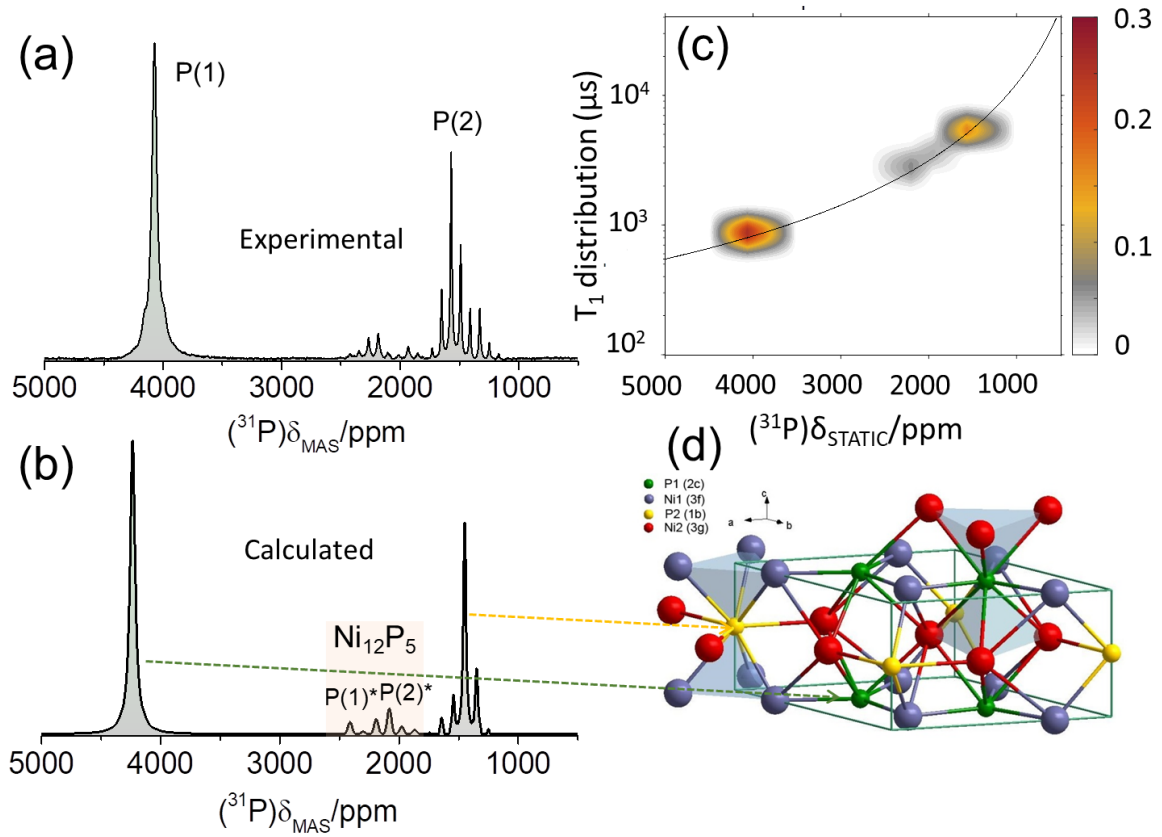 (a)
P(1)
P(2)
Experimental
5000 4000 3000 2000 1000
(³¹P)δMAS/ppm
(b)
Calculated
Ni₁₂P₅
P(1)* P(2)*
5000 4000 3000 2000 1000
(³¹P)δMAS/ppm
(c)
T₁ distribution (μs)
10⁴
10³
10²
5000 4000 3000 2000 1000
(³¹P)δSTATIC/ppm
0.3
0.2
0.1
0
(d)
P1 (2c)
Ni1 (3f)
P2 (1b)
Ni2 (3g)
c
a
b